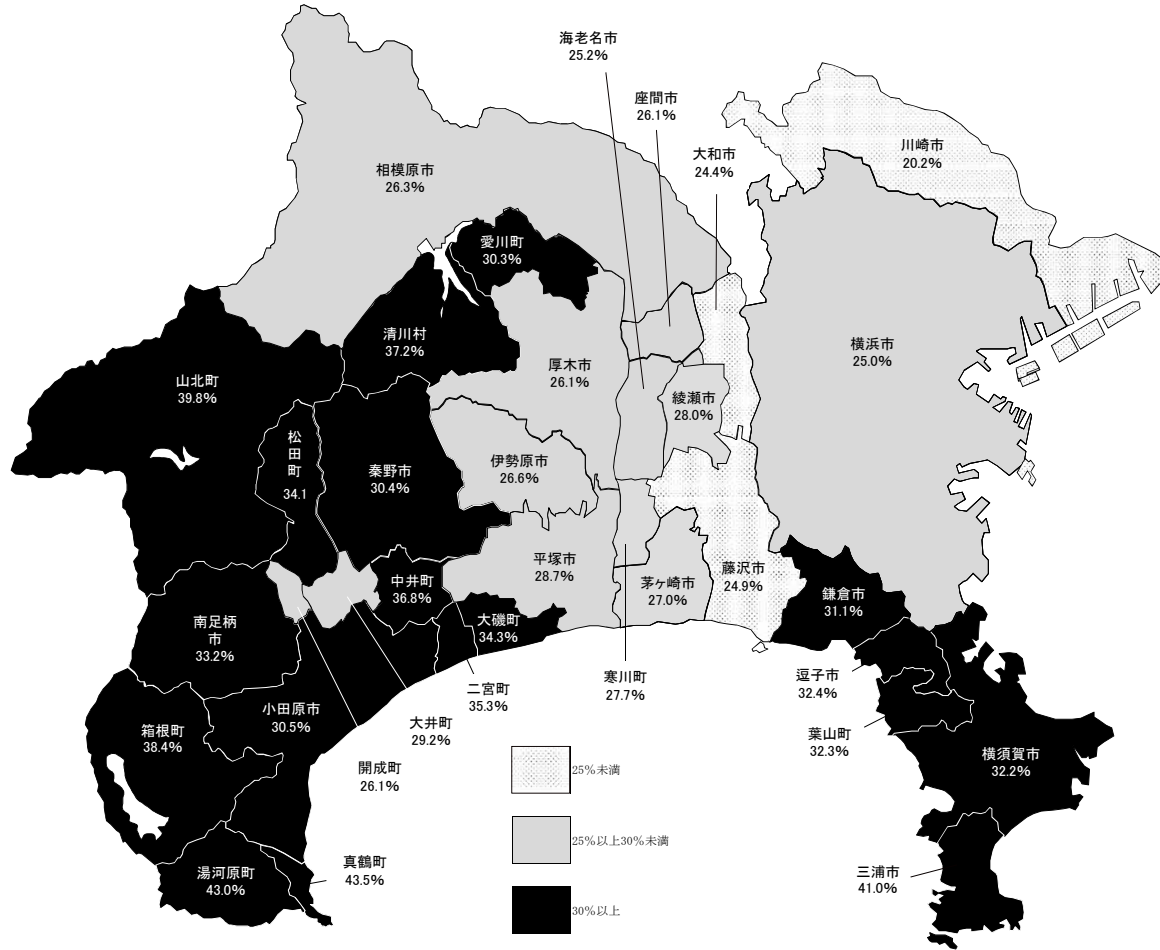 海老名市
25.2%
座間市
26.1%
大和市
24.4%
川崎市
20.2%
相模原市
26.3%
愛川町
30.3%
清川村
37.2%
厚木市
26.1%
横浜市
25.0%
山北町
39.8%
綾瀬市
28.0%
松
田
町
34.1
秦野市
30.4%
伊勢原市
26.6%
平塚市
28.7%
中井町
36.8%
茅ヶ崎市
27.0%
藤沢市
24.9%
鎌倉市
31.1%
南足柄
市
33.2%
大磯町
34.3%
二宮町
35.3%
寒川町
27.7%
逗子市
32.4%
小田原市
30.5%
大井町
29.2%
葉山町
32.3%
箱根町
38.4%
横須賀市
32.2%
開成町
26.1%
25%未満
25%以上30%未満
真鶴町
43.5%
湯河原町
43.0%
三浦市
41.0%
30%以上